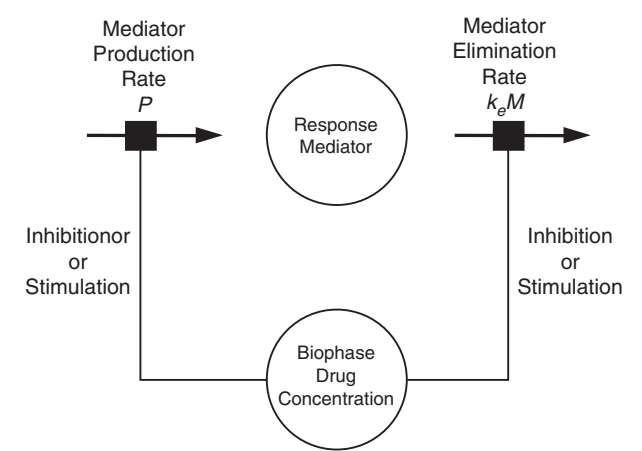 Mediator
Production
Rate
P
Mediator
Elimination
Rate
kₑM
Response
Mediator
Inhibitionor
or
Stimulation
Inhibition
or
Stimulation
Biophase
Drug
Concentration